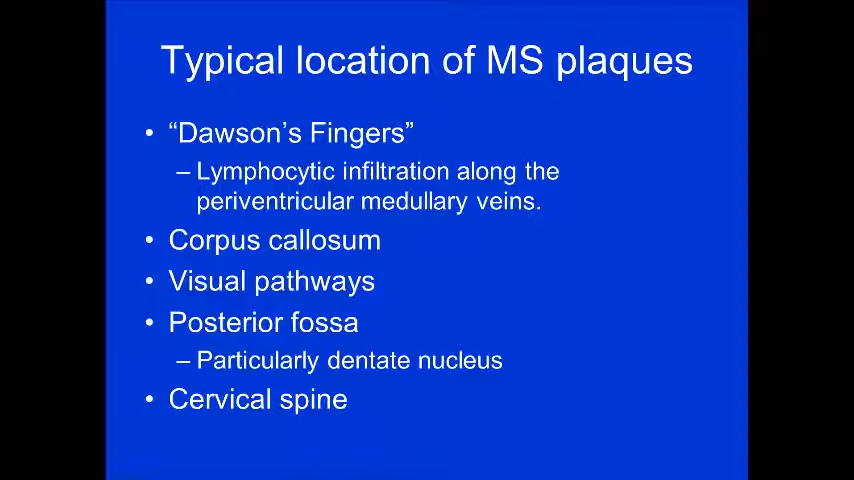 Typical location of MS plaques
• “Dawson’s Fingers”
– Lymphocytic infiltration along the
periventricular medullary veins.
• Corpus callosum
• Visual pathways
• Posterior fossa
– Particularly dentate nucleus
• Cervical spine